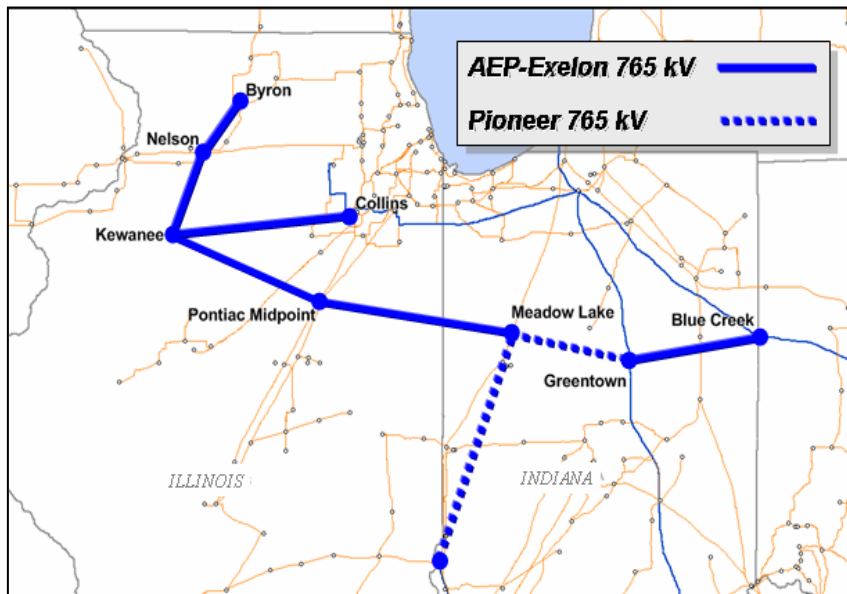 AEP-Exelon 765 kV
Pioneer 765 kV
Byron
Nelson
Collins
Kewanee
Pontiac Midpoint
Meadow Lake
Blue Creek
Greentown
ILLINOIS
INDIANA